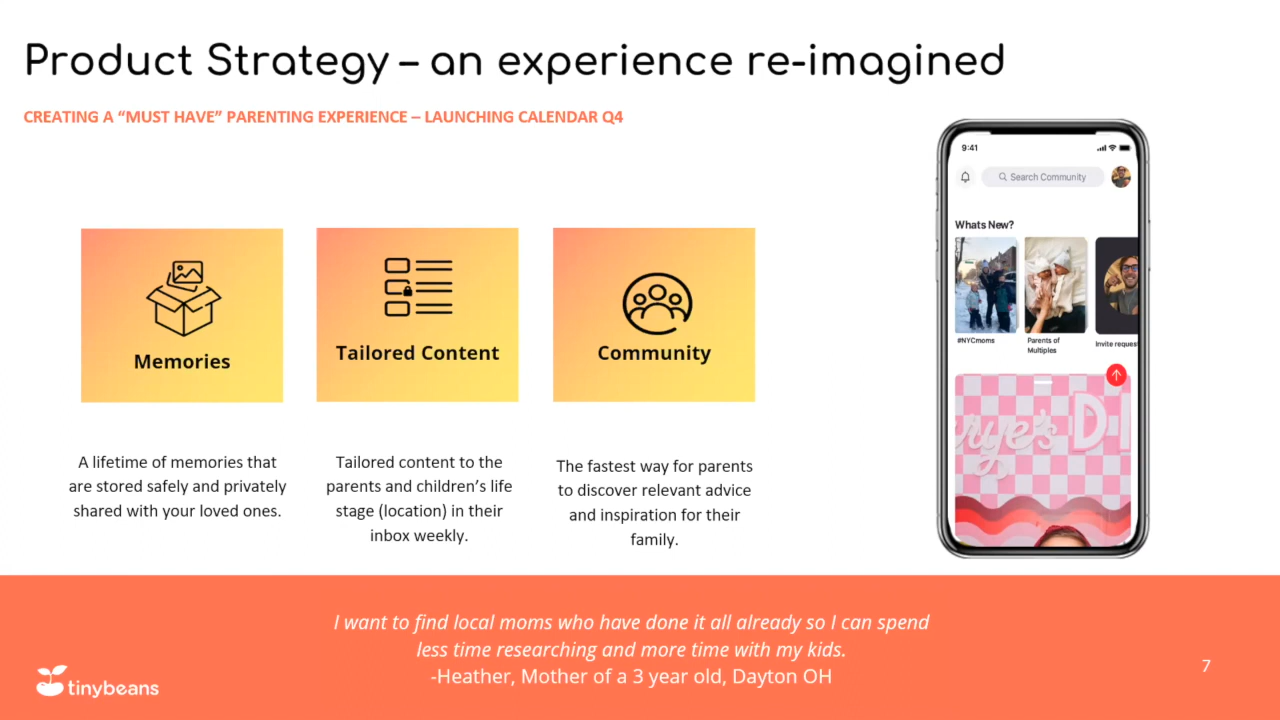 Product Strategy – an experience re-imagined
CREATING A “MUST HAVE” PARENTING EXPERIENCE – LAUNCHING CALENDAR Q4
Memories
Tailored Content
Community
A lifetime of memories that
are stored safely and privately
shared with your loved ones.
Tailored content to the
parents and children’s life
stage (location) in their
inbox weekly.
The fastest way for parents
to discover relevant advice
and inspiration for their
family.
9:41
Search Community
Whats New?
#NYCmoms
Parents of
Multiples
Invite reques
I want to find local moms who have done it all already so I can spend
less time researching and more time with my kids.
-Heather, Mother of a 3 year old, Dayton OH
tinybeans
7